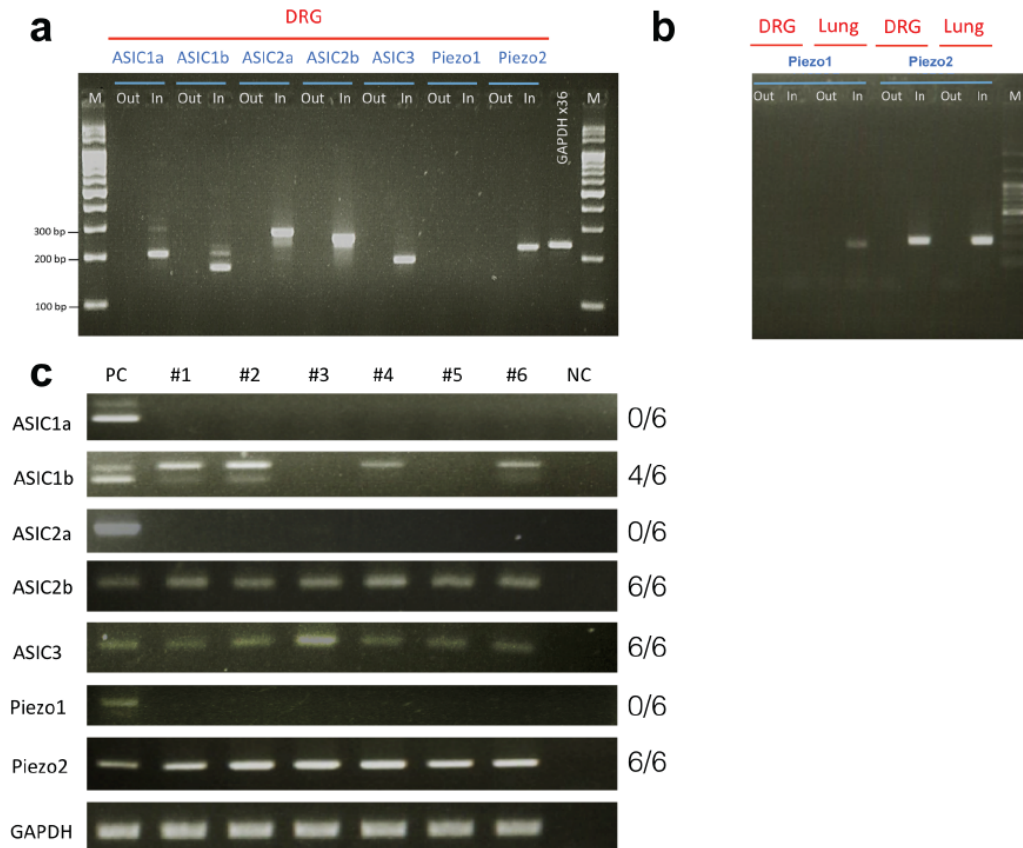 a
DRG
ASIC1a ASIC1b ASIC2a ASIC2b ASIC3 Piezo1 Piezo2
M Out In Out In Out In Out In Out In Out In Out In GAPDH x36 M
300 bp
200 bp
100 bp
b
DRG Lung DRG Lung
Piezo1 Piezo2
Out In Out In Out In Out In M
c
PC #1 #2 #3 #4 #5 #6 NC
ASIC1a 0/6
ASIC1b 4/6
ASIC2a 0/6
ASIC2b 6/6
ASIC3 6/6
Piezo1 0/6
Piezo2 6/6
GAPDH